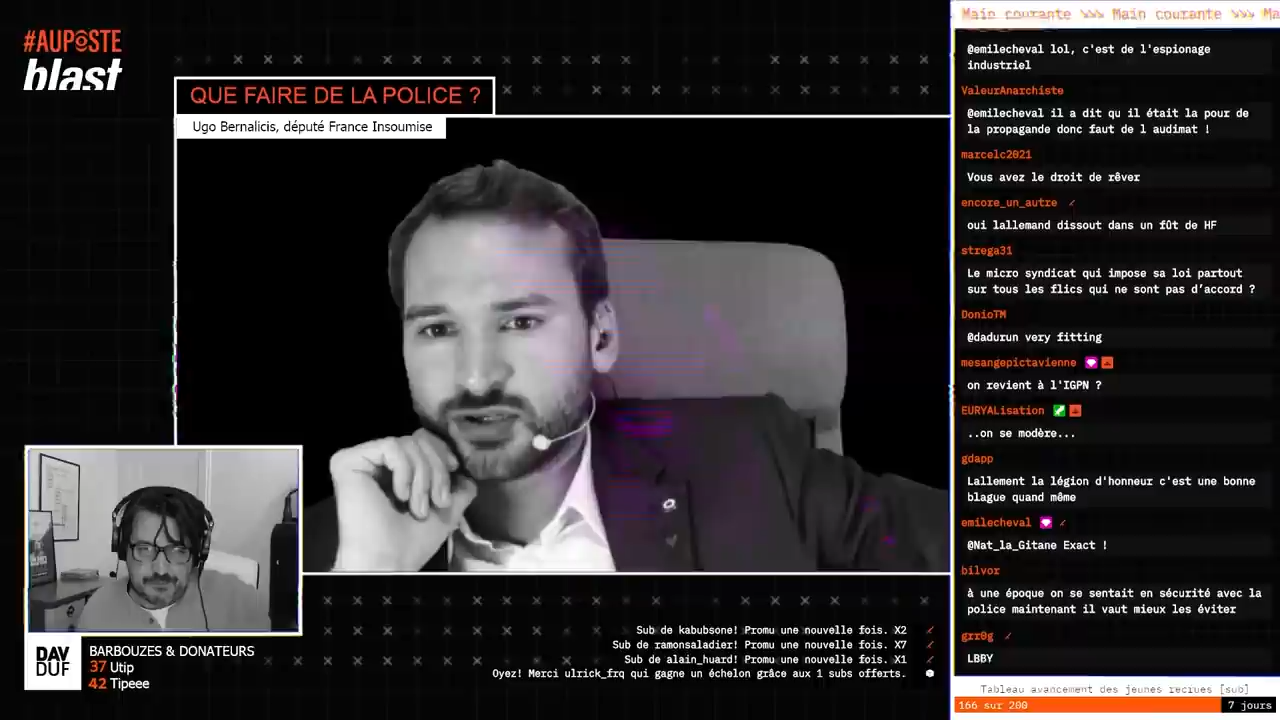 #AUPOSTE
blast
QUE FAIRE DE LA POLICE ?
Ugo Bernalicis, député France Insoumise
DAV
DUF
BARBOUZES & DONATEURS
37 Utip
42 Tipeee
Sub de kabubsone! Promu une nouvelle fois. X2
Sub de ramonsaladier! Promu une nouvelle fois. X7
Sub de alain_huard! Promu une nouvelle fois. X1
Oyez! Merci ulrick_frq qui gagne un échelon grâce aux 1 subs offerts.
Main courante >>> Main courante >>> Ma
@emilecheval lol, c'est de l'espionage
industriel
ValeurAnarchiste
@emilecheval il a dit qu il était la pour de
la propagande donc faut de l audimat !
marcelc2021
Vous avez le droit de rêver
encore_un_autre
oui lallemand dissout dans un fût de HF
strega31
Le micro syndicat qui impose sa loi partout
sur tous les flics qui ne sont pas d'accord ?
DonioTM
@dadurun very fitting
mesangepictavienne
on revient à l'IGPN ?
EURYALisation
..on se modère...
gdapp
Lallement la légion d'honneur c'est une bonne
blague quand même
emilecheval
@Nat_la_Gitane Exact !
bilvor
à une époque on se sentait en sécurité avec la
police maintenant il vaut mieux les éviter
grr0g
LBBY
Tableau avancement des jeunes recrues [sub]
166 sur 200
7 jours